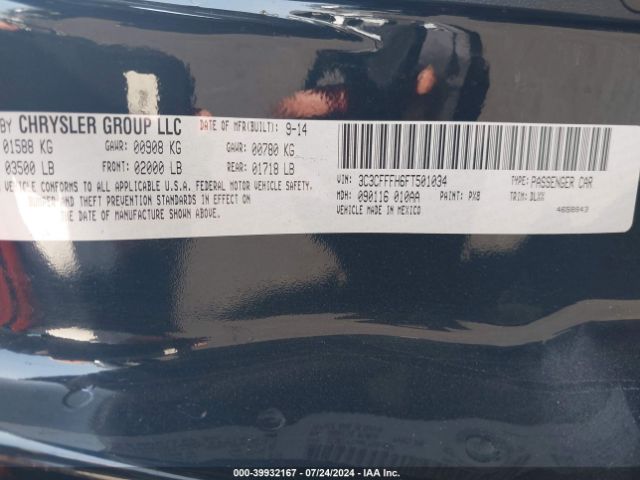 BY CHRYSLER GROUP LLC DATE OF MFR(BUILT): 9-14
01588 KG GAWR: 00908 KG GAWR: 00780 KG
03500 LB FRONT: 02000 LB REAR: 01718 LB
VEHICLE CONFORMS TO ALL APPLICABLE U.S.A. FEDERAL MOTOR VEHICLE SAFETY,
BUMPER AND THEFT PREVENTION STANDARDS IN EFFECT ON
THE DATE OF MANUFACTURE SHOWN ABOVE.
VIN: 3C3CFFFH6FT501034 TYPE: PASSENGER CAR
MDH: 090116 010AA PAINT: PX8 TRIM: DLXX
VEHICLE MADE IN MEXICO 4658943
000-39932167 - 07/24/2024 - IAA Inc.